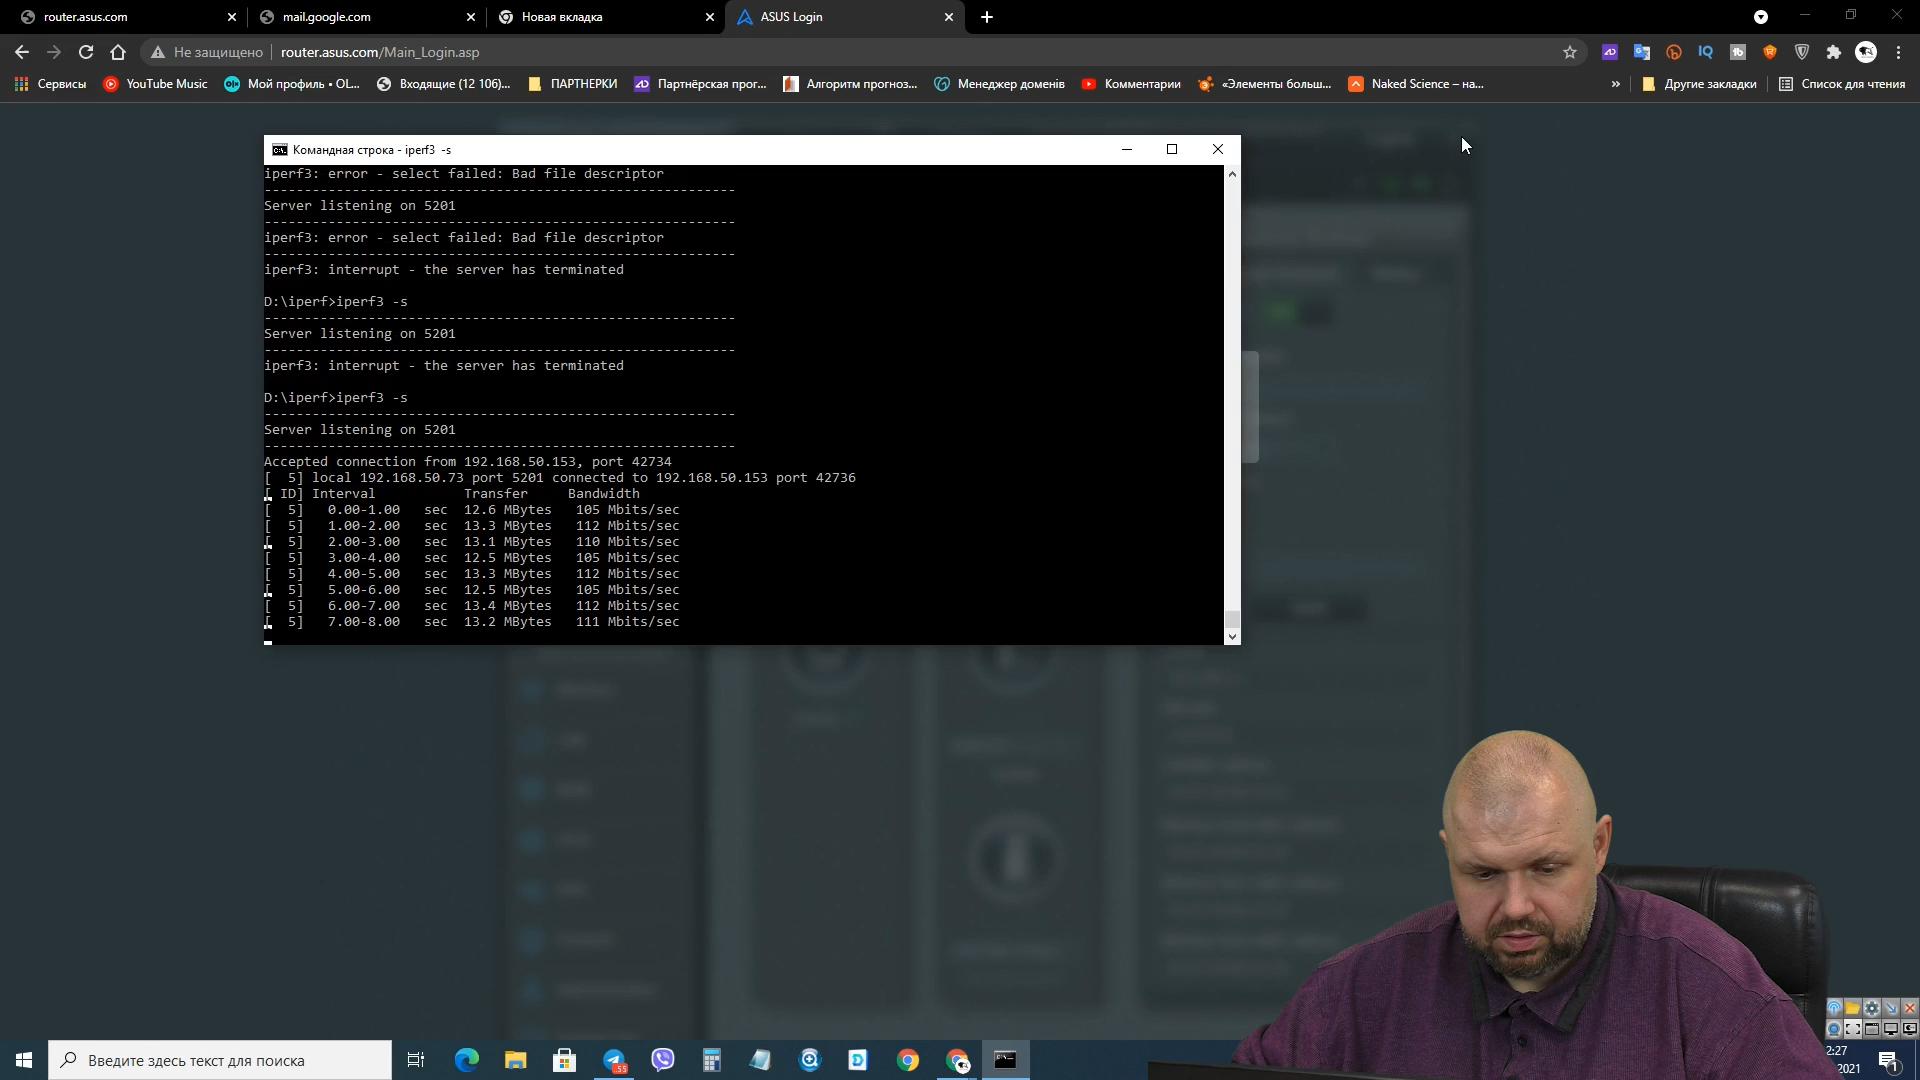 router.asus.com
mail.google.com
Новая вкладка
ASUS Login
Не защищено
router.asus.com/Main_Login.asp
Сервисы
YouTube Music
Мой профиль • OL...
Входящие (12 106)...
ПАРТНЕРКИ
Партнёрская прог...
Алгоритм прогноз...
Менеджер доменів
Комментарии
«Элементы больш...
Naked Science – на...
»
Другие закладки
Список для чтения
Командная строка - iperf3 -s
iperf3: error - select failed: Bad file descriptor
-----------------------------------------------------------
Server listening on 5201
-----------------------------------------------------------
iperf3: error - select failed: Bad file descriptor
-----------------------------------------------------------
iperf3: interrupt - the server has terminated
D:\iperf>iperf3 -s
-----------------------------------------------------------
Server listening on 5201
-----------------------------------------------------------
iperf3: interrupt - the server has terminated
D:\iperf>iperf3 -s
-----------------------------------------------------------
Server listening on 5201
-----------------------------------------------------------
Accepted connection from 192.168.50.153, port 42734
[  5] local 192.168.50.73 port 5201 connected to 192.168.50.153 port 42736
[ ID] Interval           Transfer     Bandwidth
[  5]   0.00-1.00   sec  12.6 MBytes   105 Mbits/sec
[  5]   1.00-2.00   sec  13.3 MBytes   112 Mbits/sec
[  5]   2.00-3.00   sec  13.1 MBytes   110 Mbits/sec
[  5]   3.00-4.00   sec  12.5 MBytes   105 Mbits/sec
[  5]   4.00-5.00   sec  13.3 MBytes   112 Mbits/sec
[  5]   5.00-6.00   sec  12.5 MBytes   105 Mbits/sec
[  5]   6.00-7.00   sec  13.4 MBytes   112 Mbits/sec
[  5]   7.00-8.00   sec  13.2 MBytes   111 Mbits/sec
Введите здесь текст для поиска
55
2:27
2021
1